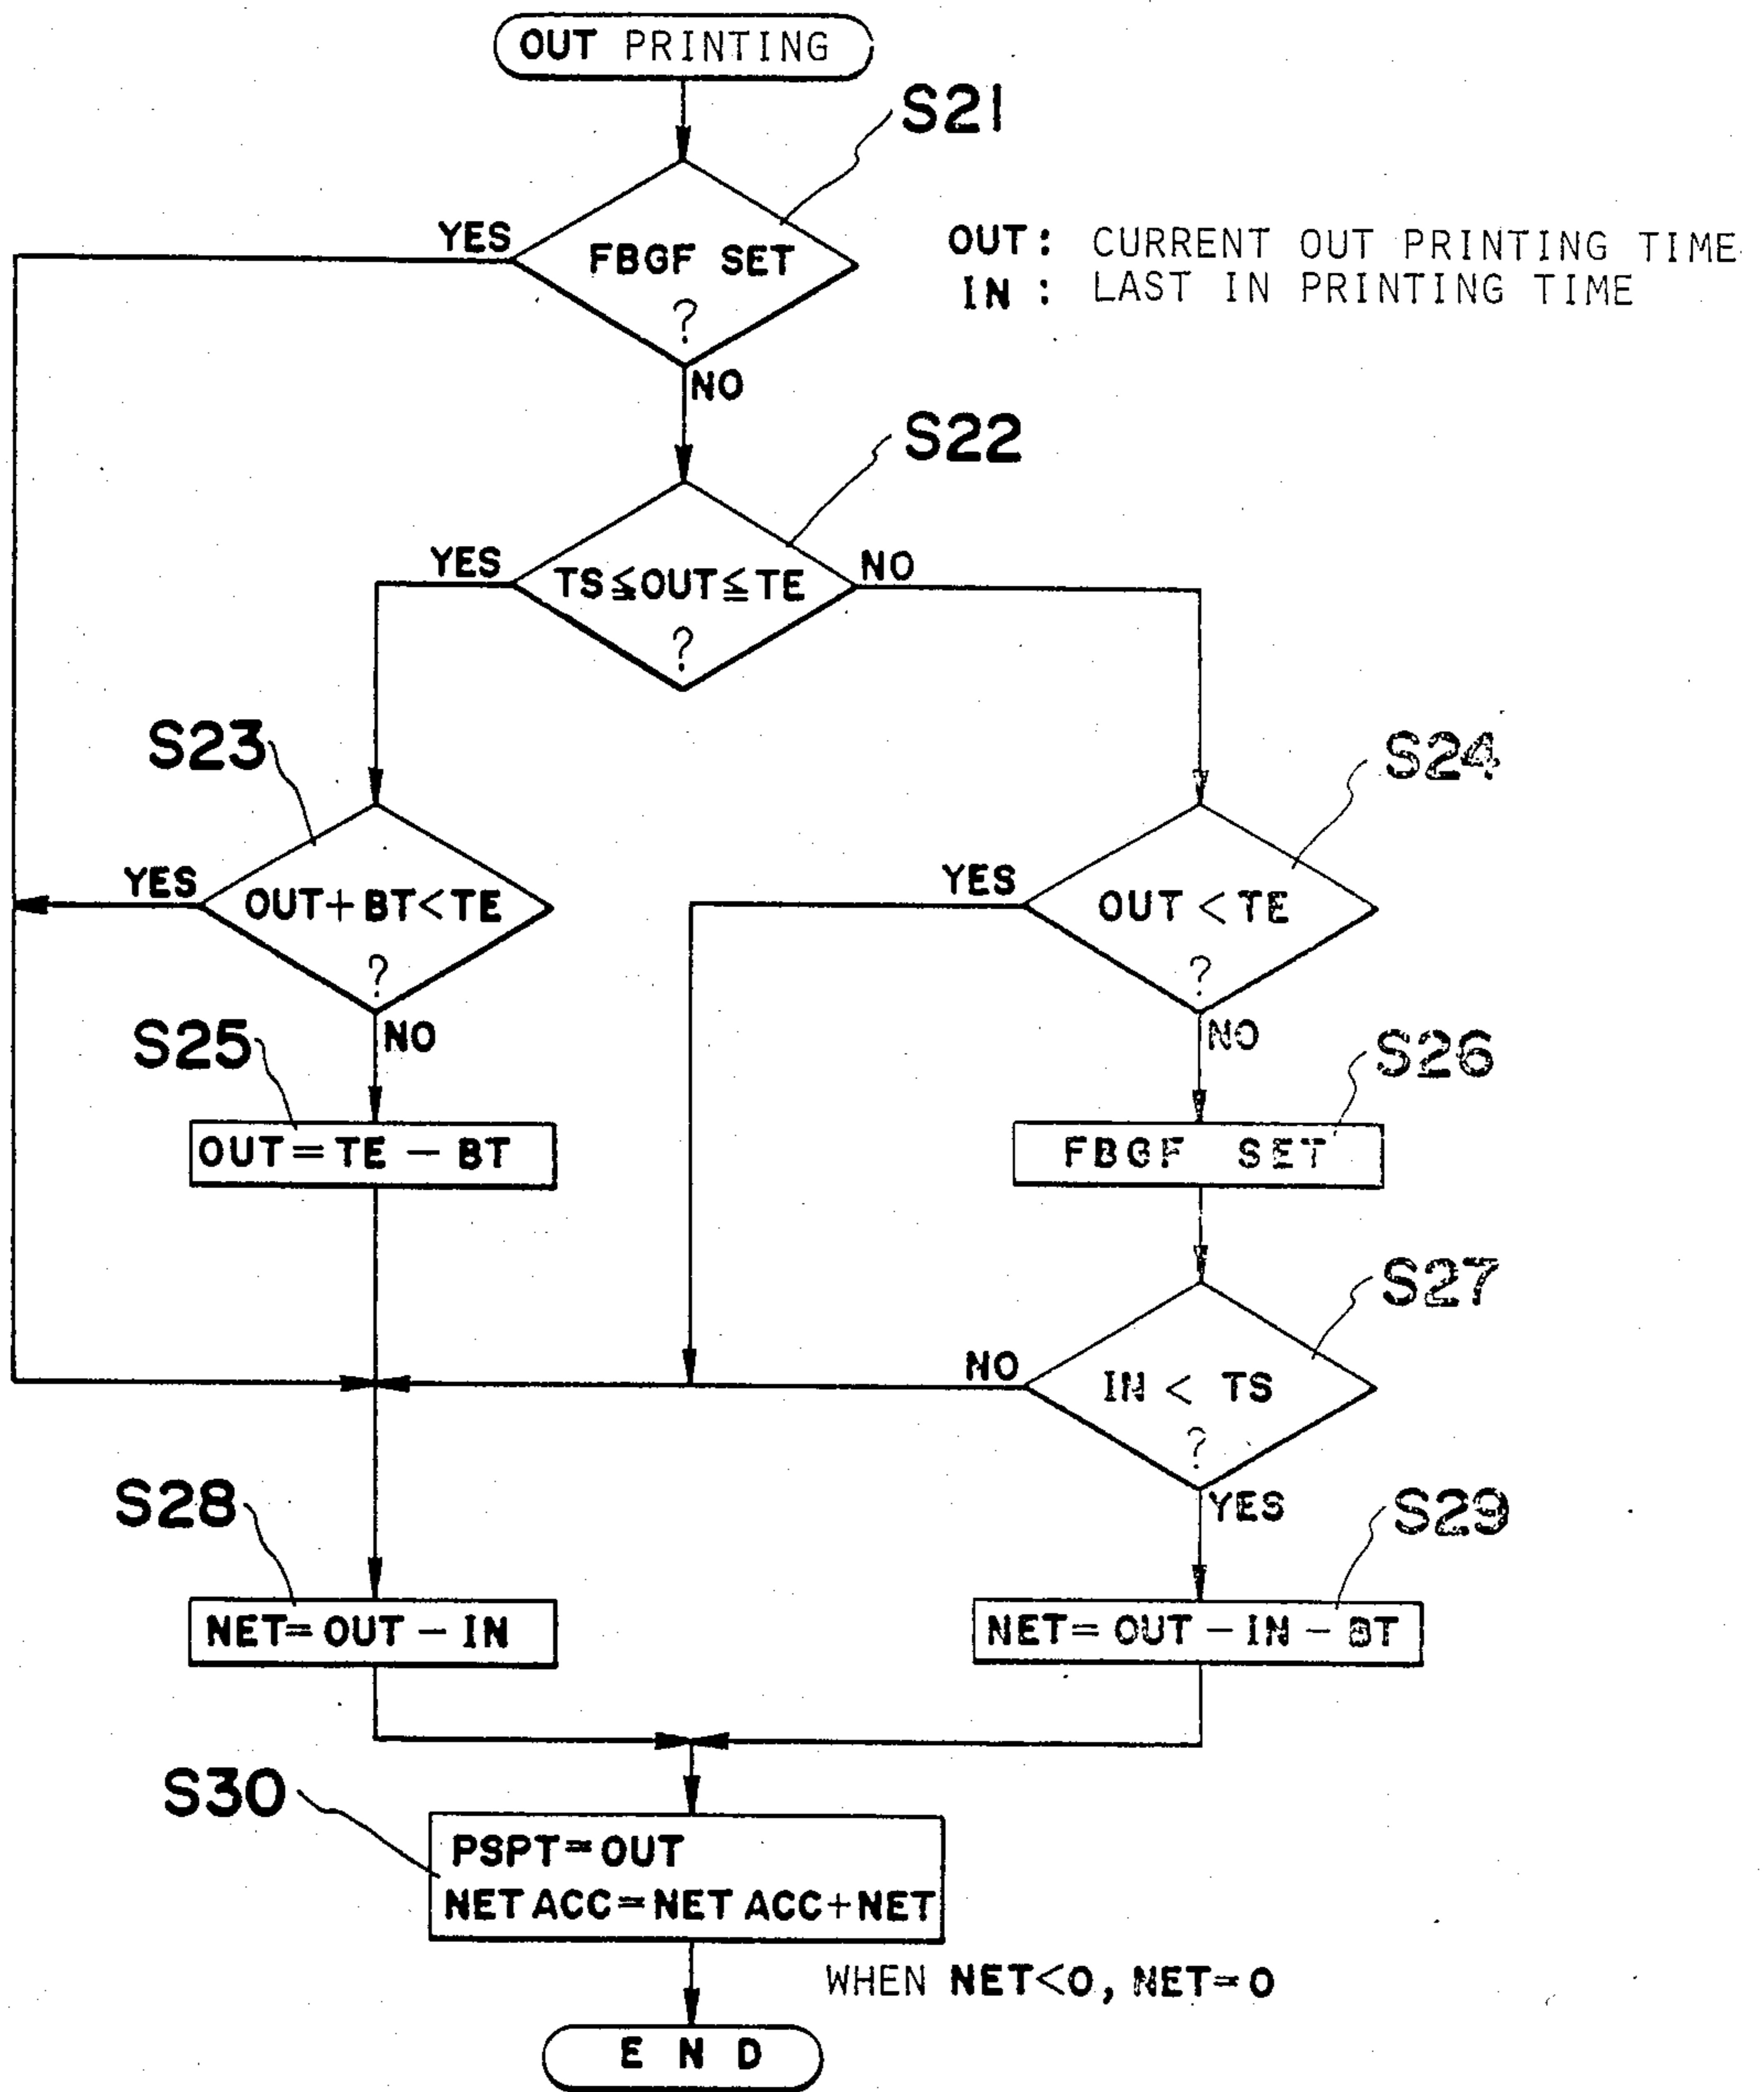 OUT PRINTING
S21
YES
FBGF SET
?
NO
OUT: CURRENT OUT PRINTING TIME
IN : LAST IN PRINTING TIME
S22
YES
TS≦OUT≦TE
?
NO
S23
YES
OUT+BT<TE
?
NO
S24
YES
OUT<TE
?
NO
S25
OUT=TE-BT
S26
FBGF SET
S27
NO
IN < TS
?
YES
S28
NET=OUT-IN
S29
NET=OUT-IN-BT
S30
PSPT=OUT
NET ACC=NET ACC+NET
WHEN NET<0, NET=0
END